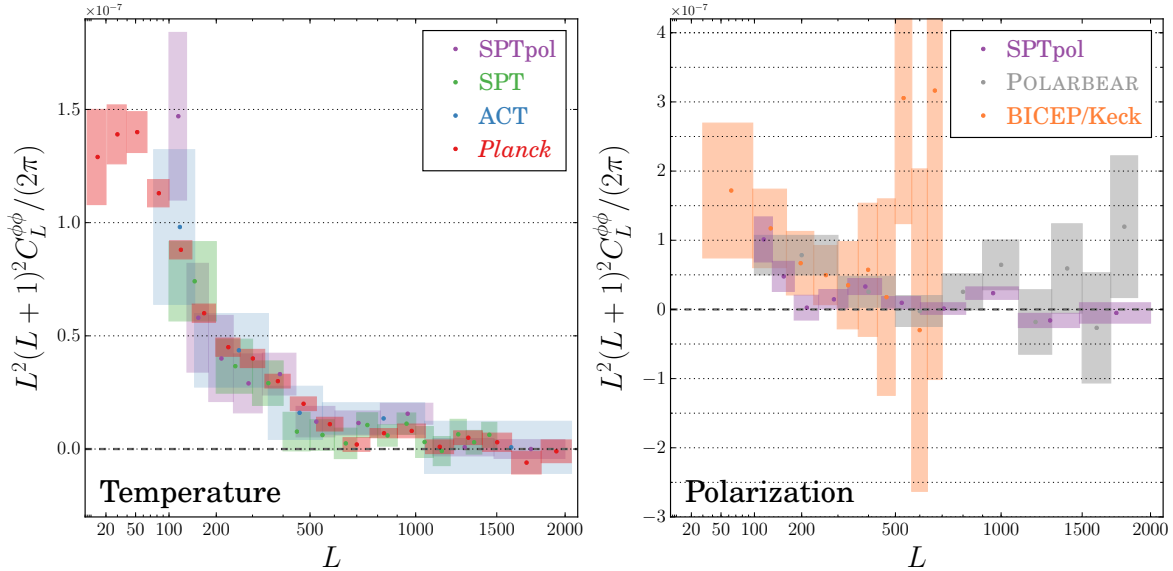 ×10⁻⁷
SPTpol
SPT
ACT
Planck
1.5
1.0
0.5
0.0
L²(L + 1)²C_L^ϕϕ/(2π)
Temperature
20 50 100 200 500 1000 1500 2000
L
×10⁻⁷
SPTpol
POLARBEAR
BICEP/Keck
4
3
2
1
0
−1
−2
−3
L²(L + 1)²C_L^ϕϕ/(2π)
Polarization
20 50 100 200 500 1000 1500 2000
L